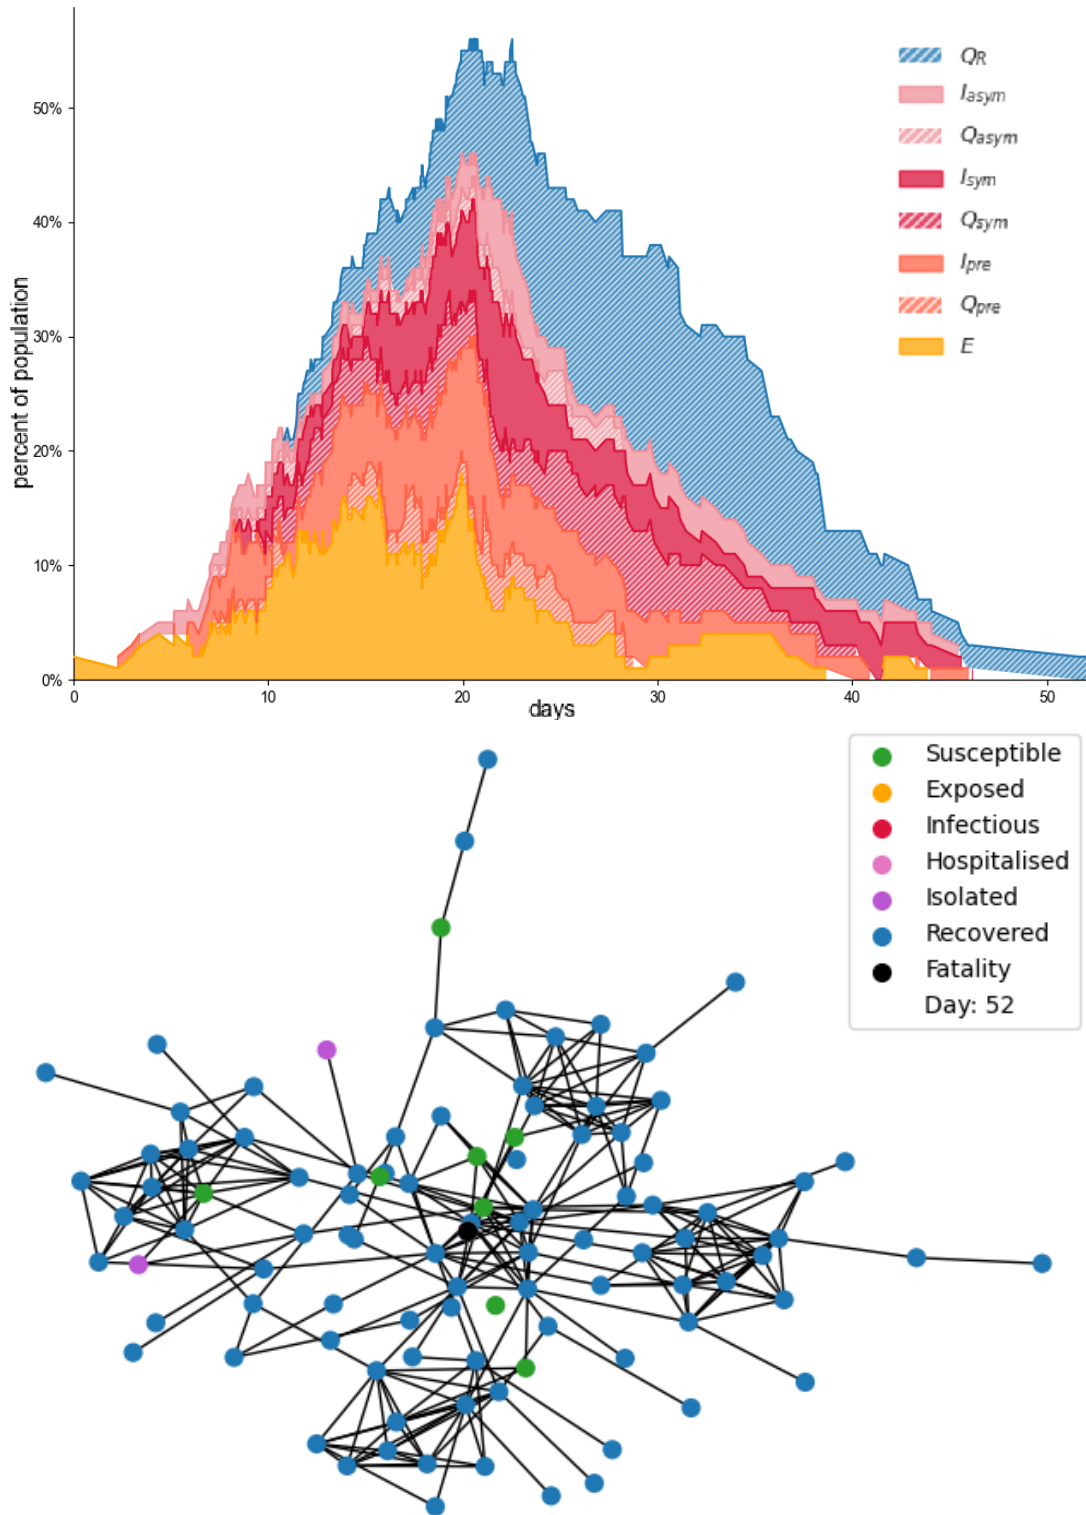 percent of population
50%
40%
30%
20%
10%
0%
0 10 20 30 40 50
days
Q_R
I_asym
Q_asym
I_sym
Q_sym
I_pre
Q_pre
E
Susceptible
Exposed
Infectious
Hospitalised
Isolated
Recovered
Fatality
Day: 52